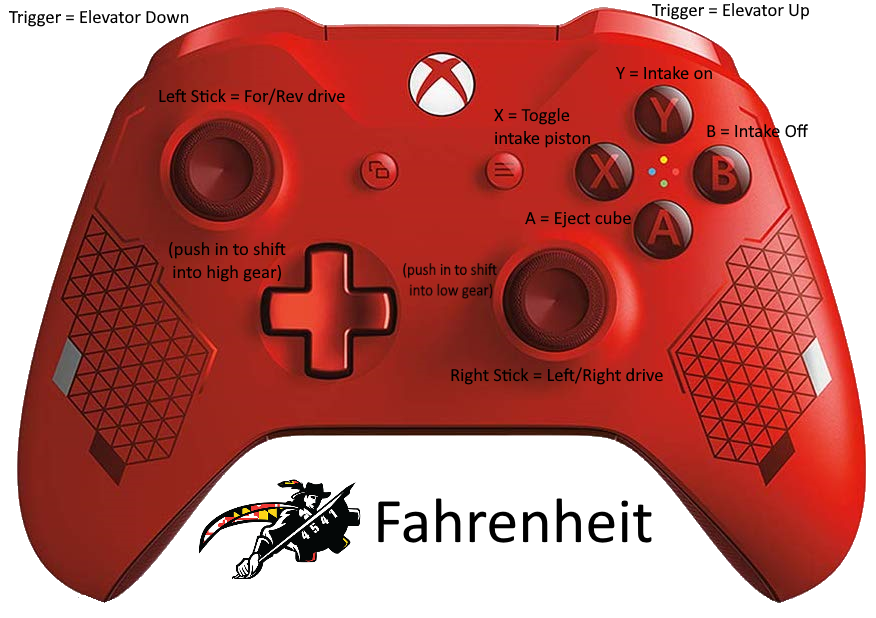 Trigger = Elevator Down
Trigger = Elevator Up
Y = Intake on
Left Stick = For/Rev drive
X = Toggle
intake piston
B = Intake Off
Y
X
B
A = Eject cube
A
(push in to shift
into high gear)
(push in to shift
into low gear)
Right Stick = Left/Right drive
4541
Fahrenheit